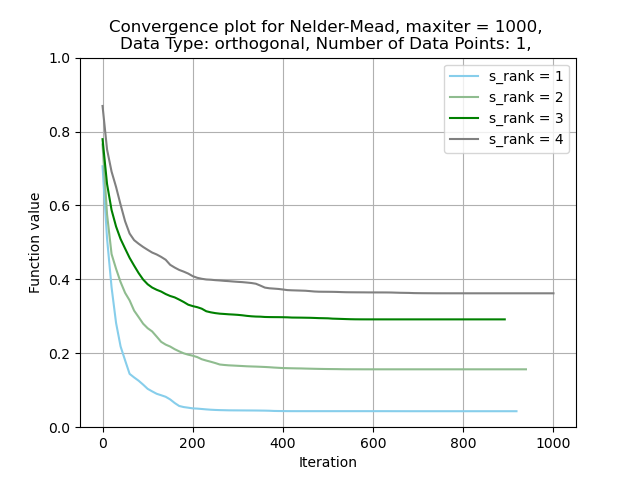 Convergence plot for Nelder-Mead, maxiter = 1000,
Data Type: orthogonal, Number of Data Points: 1,
1.0
0.8
0.6
0.4
0.2
0.0
Function value
s_rank = 1
s_rank = 2
s_rank = 3
s_rank = 4
0 200 400 600 800 1000
Iteration